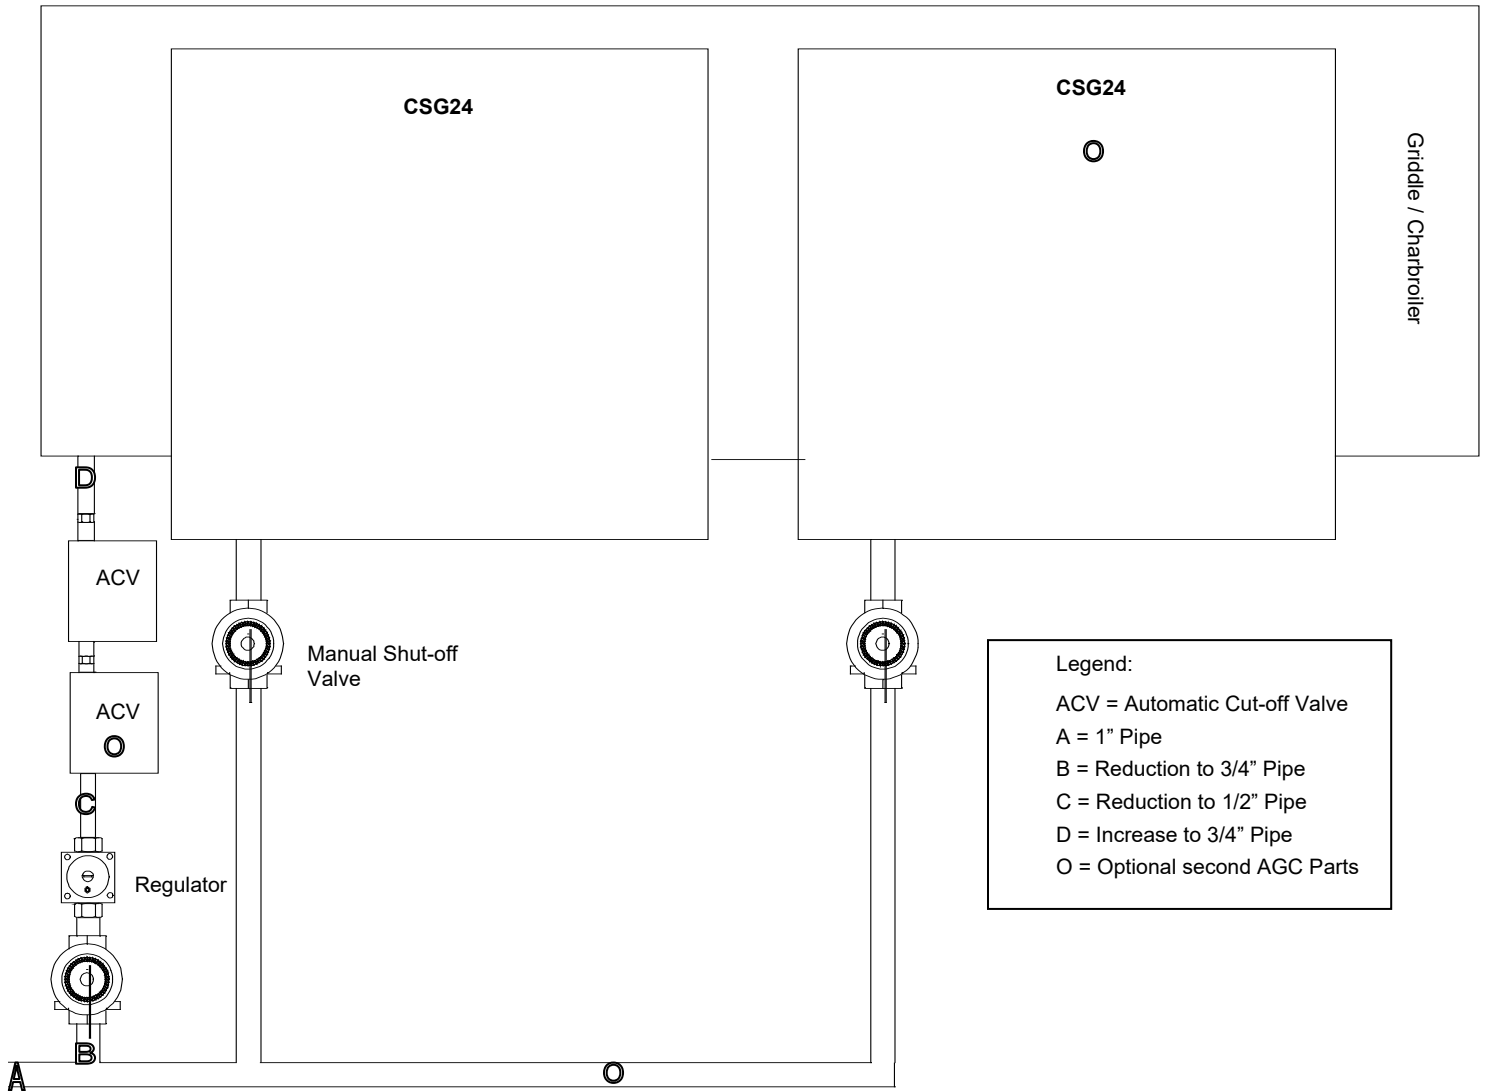 CSG24
CSG24
O
Griddle / Charbroiler
D
ACV
Manual Shut-off
Valve
ACV
O
C
Regulator
B
A
O
Legend:
ACV = Automatic Cut-off Valve
A = 1” Pipe
B = Reduction to 3/4” Pipe
C = Reduction to 1/2” Pipe
D = Increase to 3/4” Pipe
O = Optional second AGC Parts